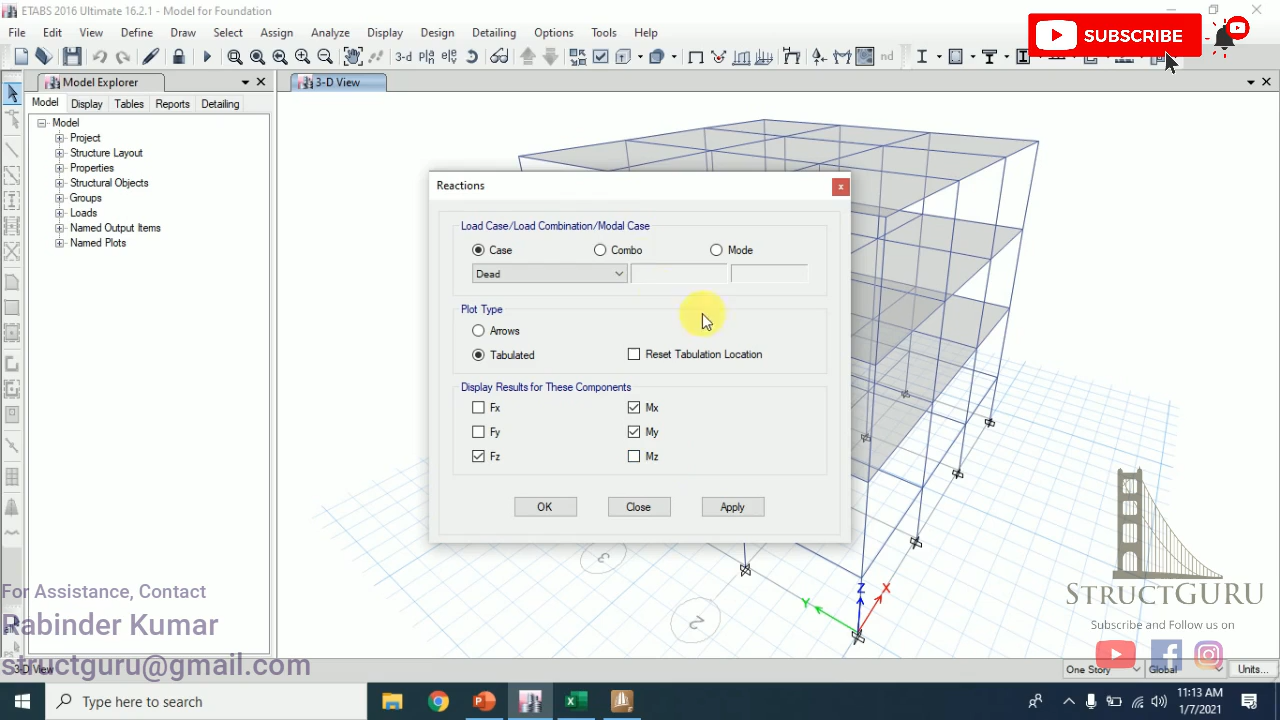 ETABS 2016 Ultimate 16.2.1 - Model for Foundation
File Edit View Define Draw Select Assign Analyze Display Design Detailing Options Tools Help
SUBSCRIBE
nd
Model Explorer
3-D View
Model Display Tables Reports Detailing
Model
Project
Structure Layout
Properties
Structural Objects
Groups
Loads
Named Output Items
Named Plots
Reactions
Load Case/Load Combination/Modal Case
Case Combo Mode
Dead
Plot Type
Arrows
Tabulated Reset Tabulation Location
Display Results for These Components
Fx Mx
Fy My
Fz Mz
OK Close Apply
3
2
Z X
Y
For Assistance, Contact
Rabinder Kumar
structguru@gmail.com
STRUCTGURU
Subscribe and Follow us on
3-D View
One Story Global Units...
Type here to search
11:13 AM
1/7/2021